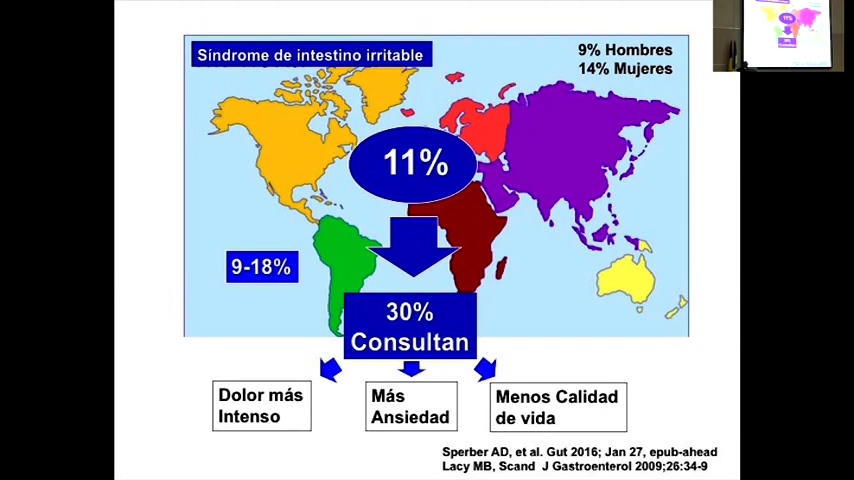 Síndrome de intestino irritable
9% Hombres
14% Mujeres
11%
9-18%
30%
Consultan
Dolor más
Intenso
Más
Ansiedad
Menos Calidad
de vida
Sperber AD, et al. Gut 2016; Jan 27, epub-ahead
Lacy MB, Scand J Gastroenterol 2009;26:34-9